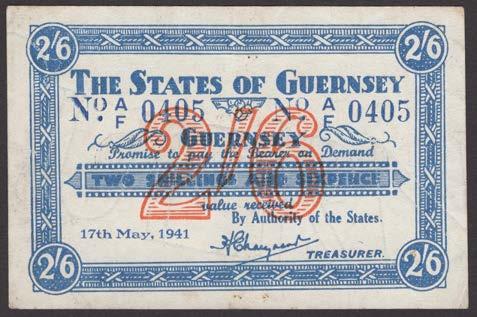 2/6 2/6
THE STATES OF GUERNSEY
No. A/F 0405 No. A/F 0405
2/6
GUERNSEY
Promise to pay the Bearer on Demand
TWO SHILLINGS AND SIXPENCE
value received
By Authority of the States.
17th May, 1941
TREASURER.
2/6 2/6